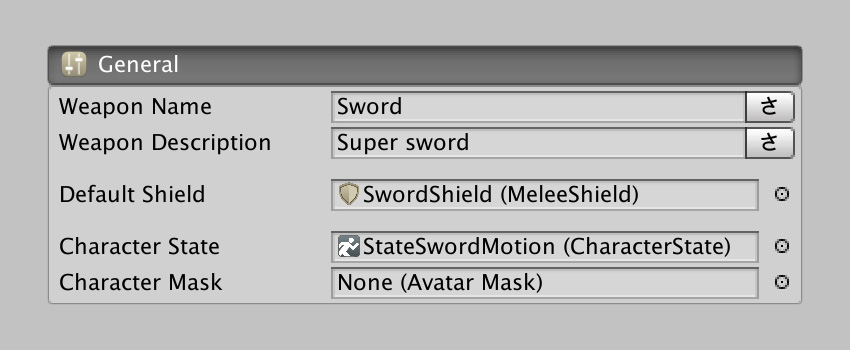 General
Weapon Name Sword さ
Weapon Description Super sword さ
Default Shield SwordShield (MeleeShield)
Character State StateSwordMotion (CharacterState)
Character Mask None (Avatar Mask)